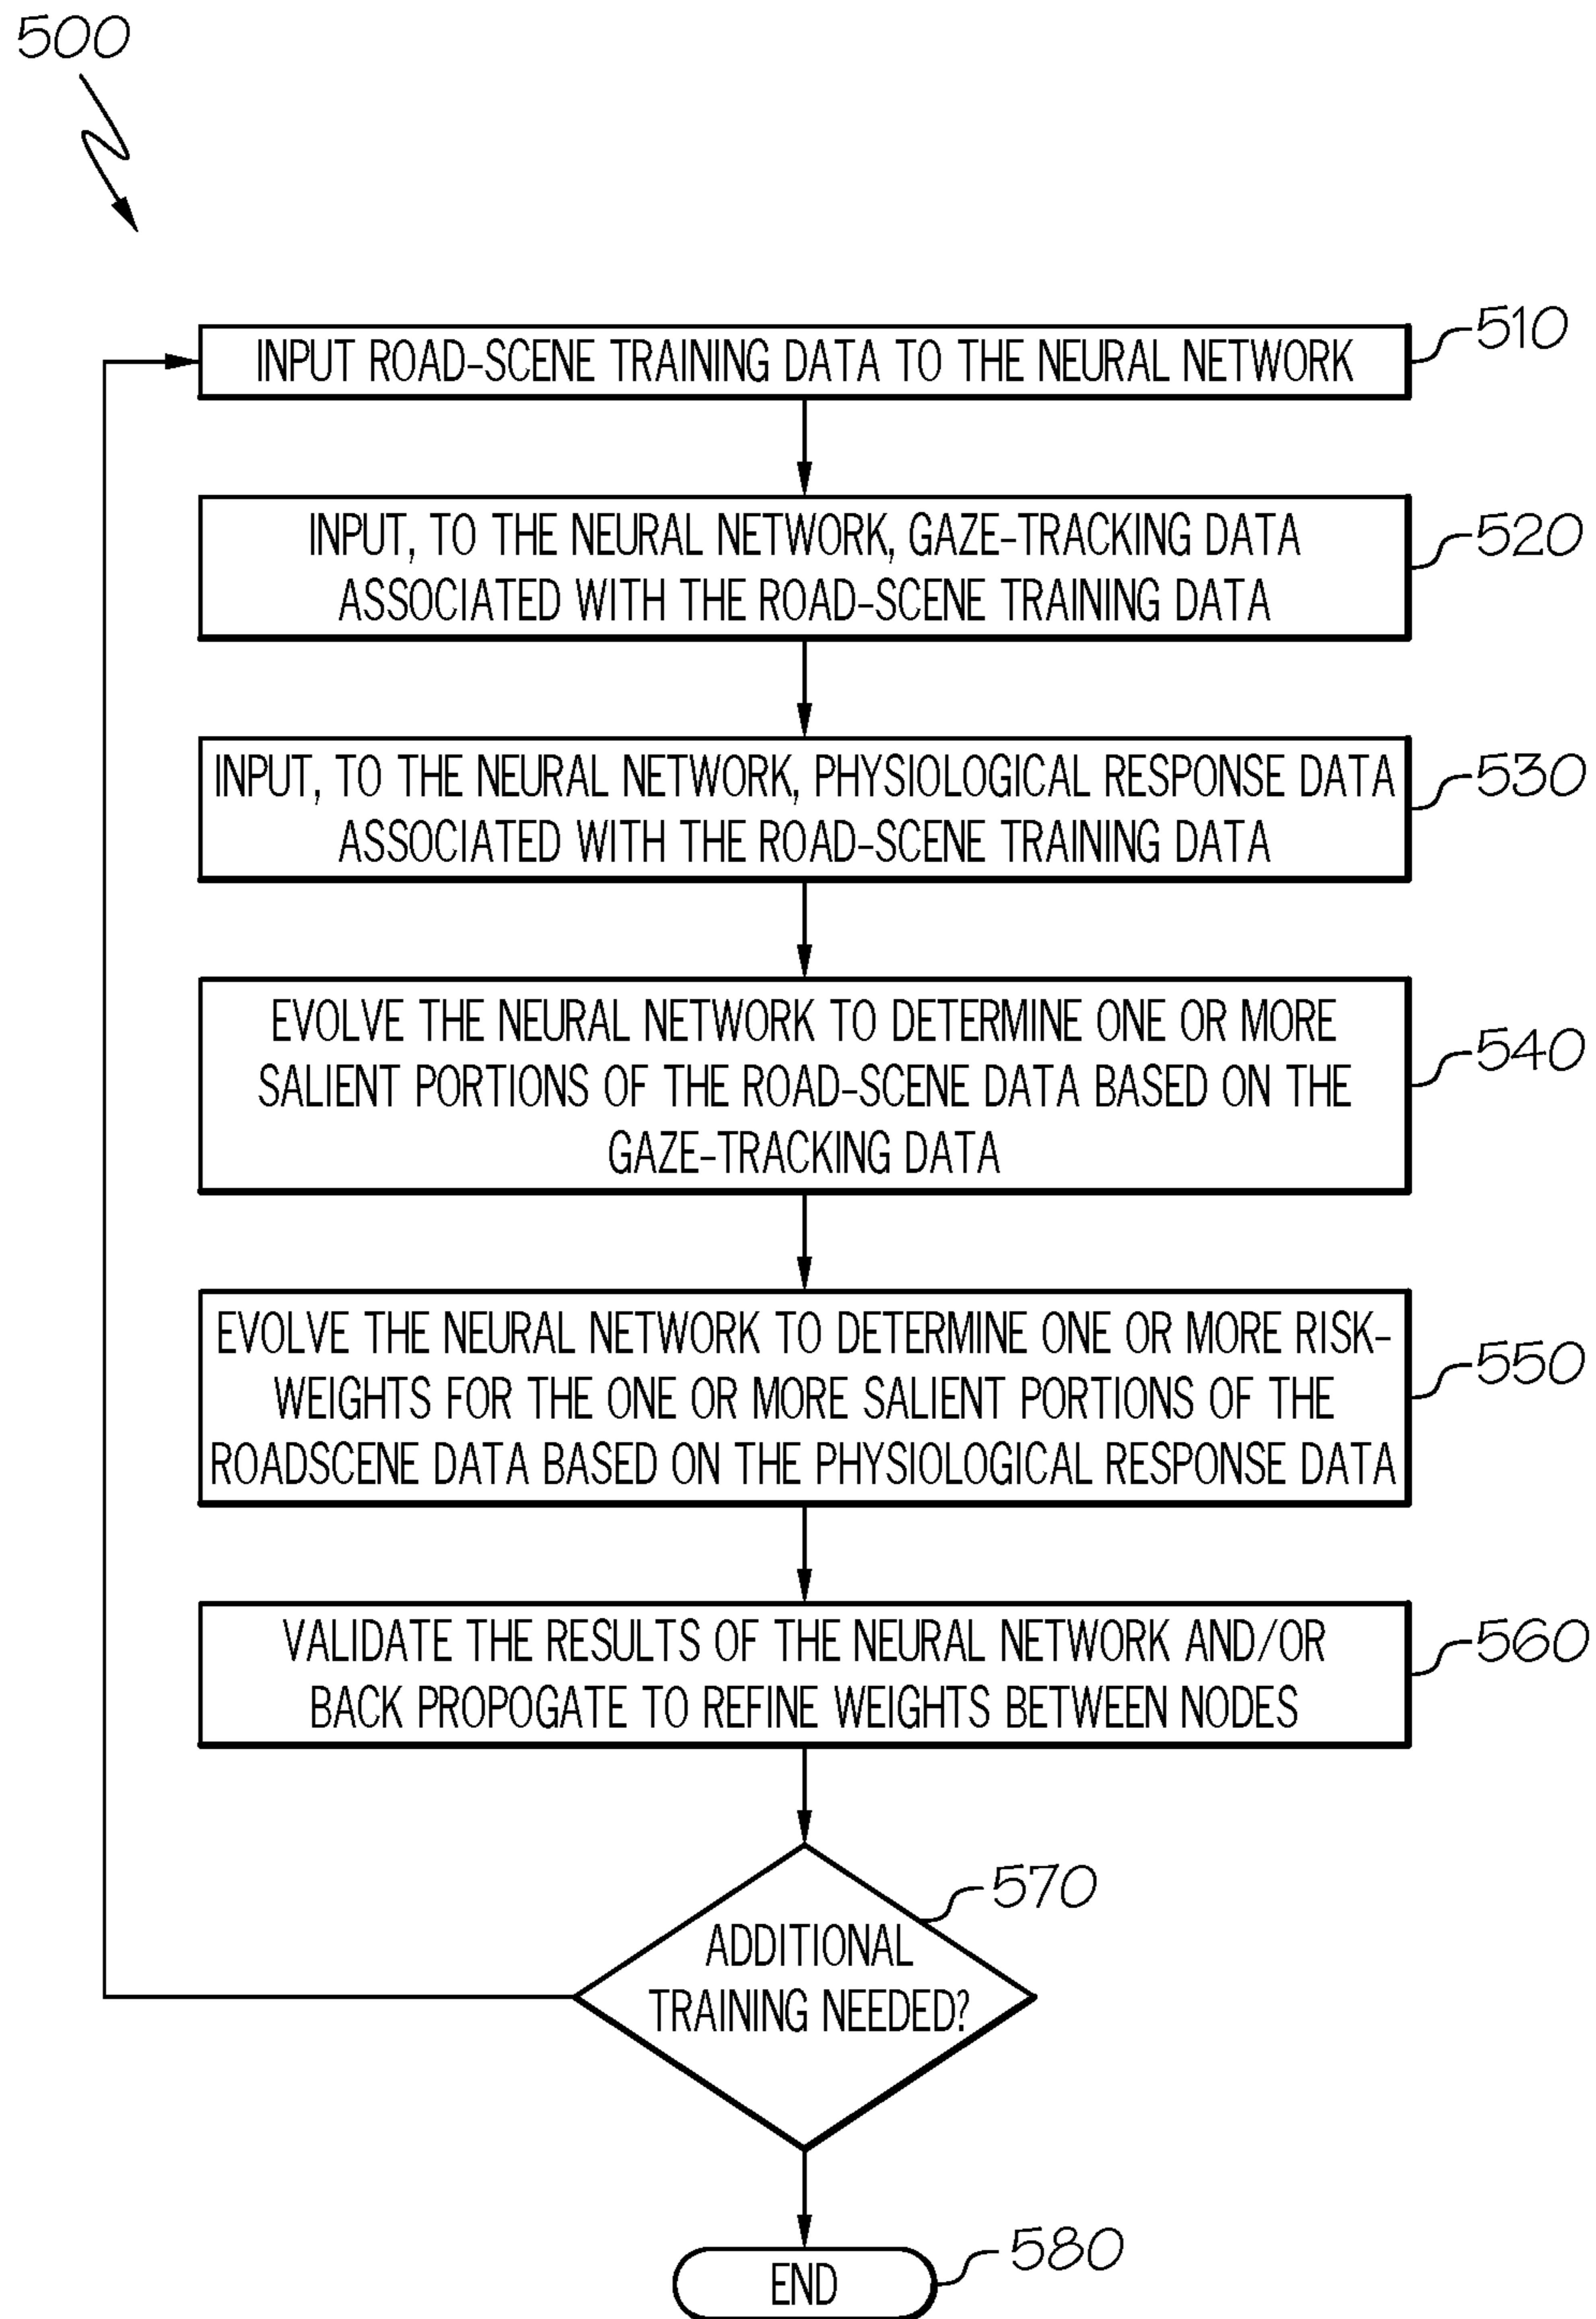 500
INPUT ROAD-SCENE TRAINING DATA TO THE NEURAL NETWORK
510
INPUT, TO THE NEURAL NETWORK, GAZE-TRACKING DATA
ASSOCIATED WITH THE ROAD-SCENE TRAINING DATA
520
INPUT, TO THE NEURAL NETWORK, PHYSIOLOGICAL RESPONSE DATA
ASSOCIATED WITH THE ROAD-SCENE TRAINING DATA
530
EVOLVE THE NEURAL NETWORK TO DETERMINE ONE OR MORE
SALIENT PORTIONS OF THE ROAD-SCENE DATA BASED ON THE
GAZE-TRACKING DATA
540
EVOLVE THE NEURAL NETWORK TO DETERMINE ONE OR MORE RISK-
WEIGHTS FOR THE ONE OR MORE SALIENT PORTIONS OF THE
ROADSCENE DATA BASED ON THE PHYSIOLOGICAL RESPONSE DATA
550
VALIDATE THE RESULTS OF THE NEURAL NETWORK AND/OR
BACK PROPOGATE TO REFINE WEIGHTS BETWEEN NODES
560
ADDITIONAL
TRAINING NEEDED?
570
END
580